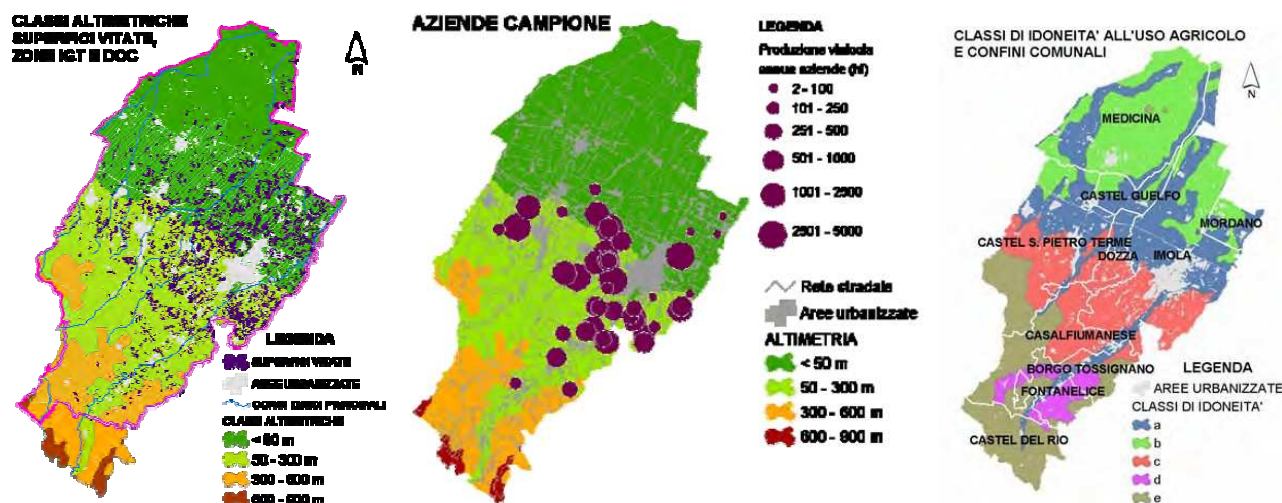 CLASSI ALTIMETRICHE
SUPERFICI VITATE,
ZONE IGT E DOC
N
LEGENDA
SUPERFICI VITATE
AREE URBANIZZATE
CORSI D'ACQUA PRINCIPALI
CLASSI ALTIMETRICHE
< 50 m
50 - 300 m
300 - 600 m
600 - 900 m
AZIENDE CAMPIONE
N
LEGENDA
Produzione vinicola
annua aziende (hl)
2 - 100
101 - 250
251 - 500
501 - 1000
1001 - 2500
2501 - 5000
Rete stradale
Aree urbanizzate
ALTIMETRIA
< 50 m
50 - 300 m
300 - 600 m
600 - 900 m
CLASSI DI IDONEITA' ALL'USO AGRICOLO
E CONFINI COMUNALI
N
MEDICINA
CASTEL GUELFO
MORDANO
CASTEL S. PIETRO TERME
DOZZA
IMOLA
CASALFIUMANESE
BORGO TOSSIGNANO
FONTANELICE
CASTEL DEL RIO
LEGENDA
AREE URBANIZZATE
CLASSI DI IDONEITA'
a
b
c
d
e